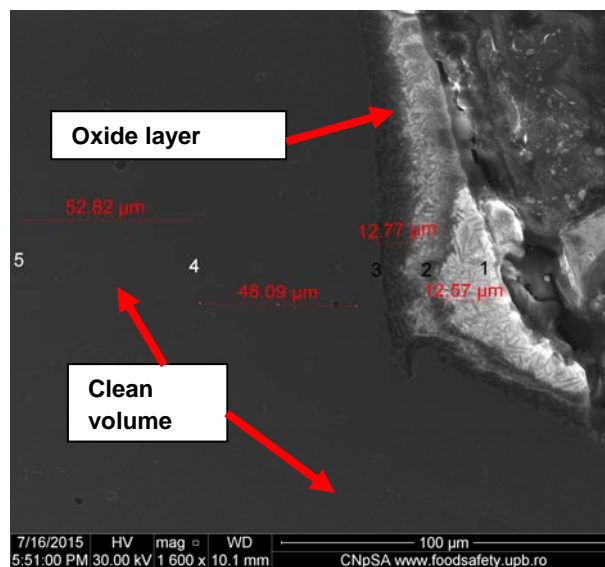 Oxide layer
52.82 µm
12.77 µm
5
4
3
2
1
48.09 µm
12.57 µm
Clean
volume
7/16/2015 HV mag □ WD 100 µm
5:51:00 PM 30.00 kV 1 600 x 10.1 mm CNpSA www.foodsafety.upb.ro